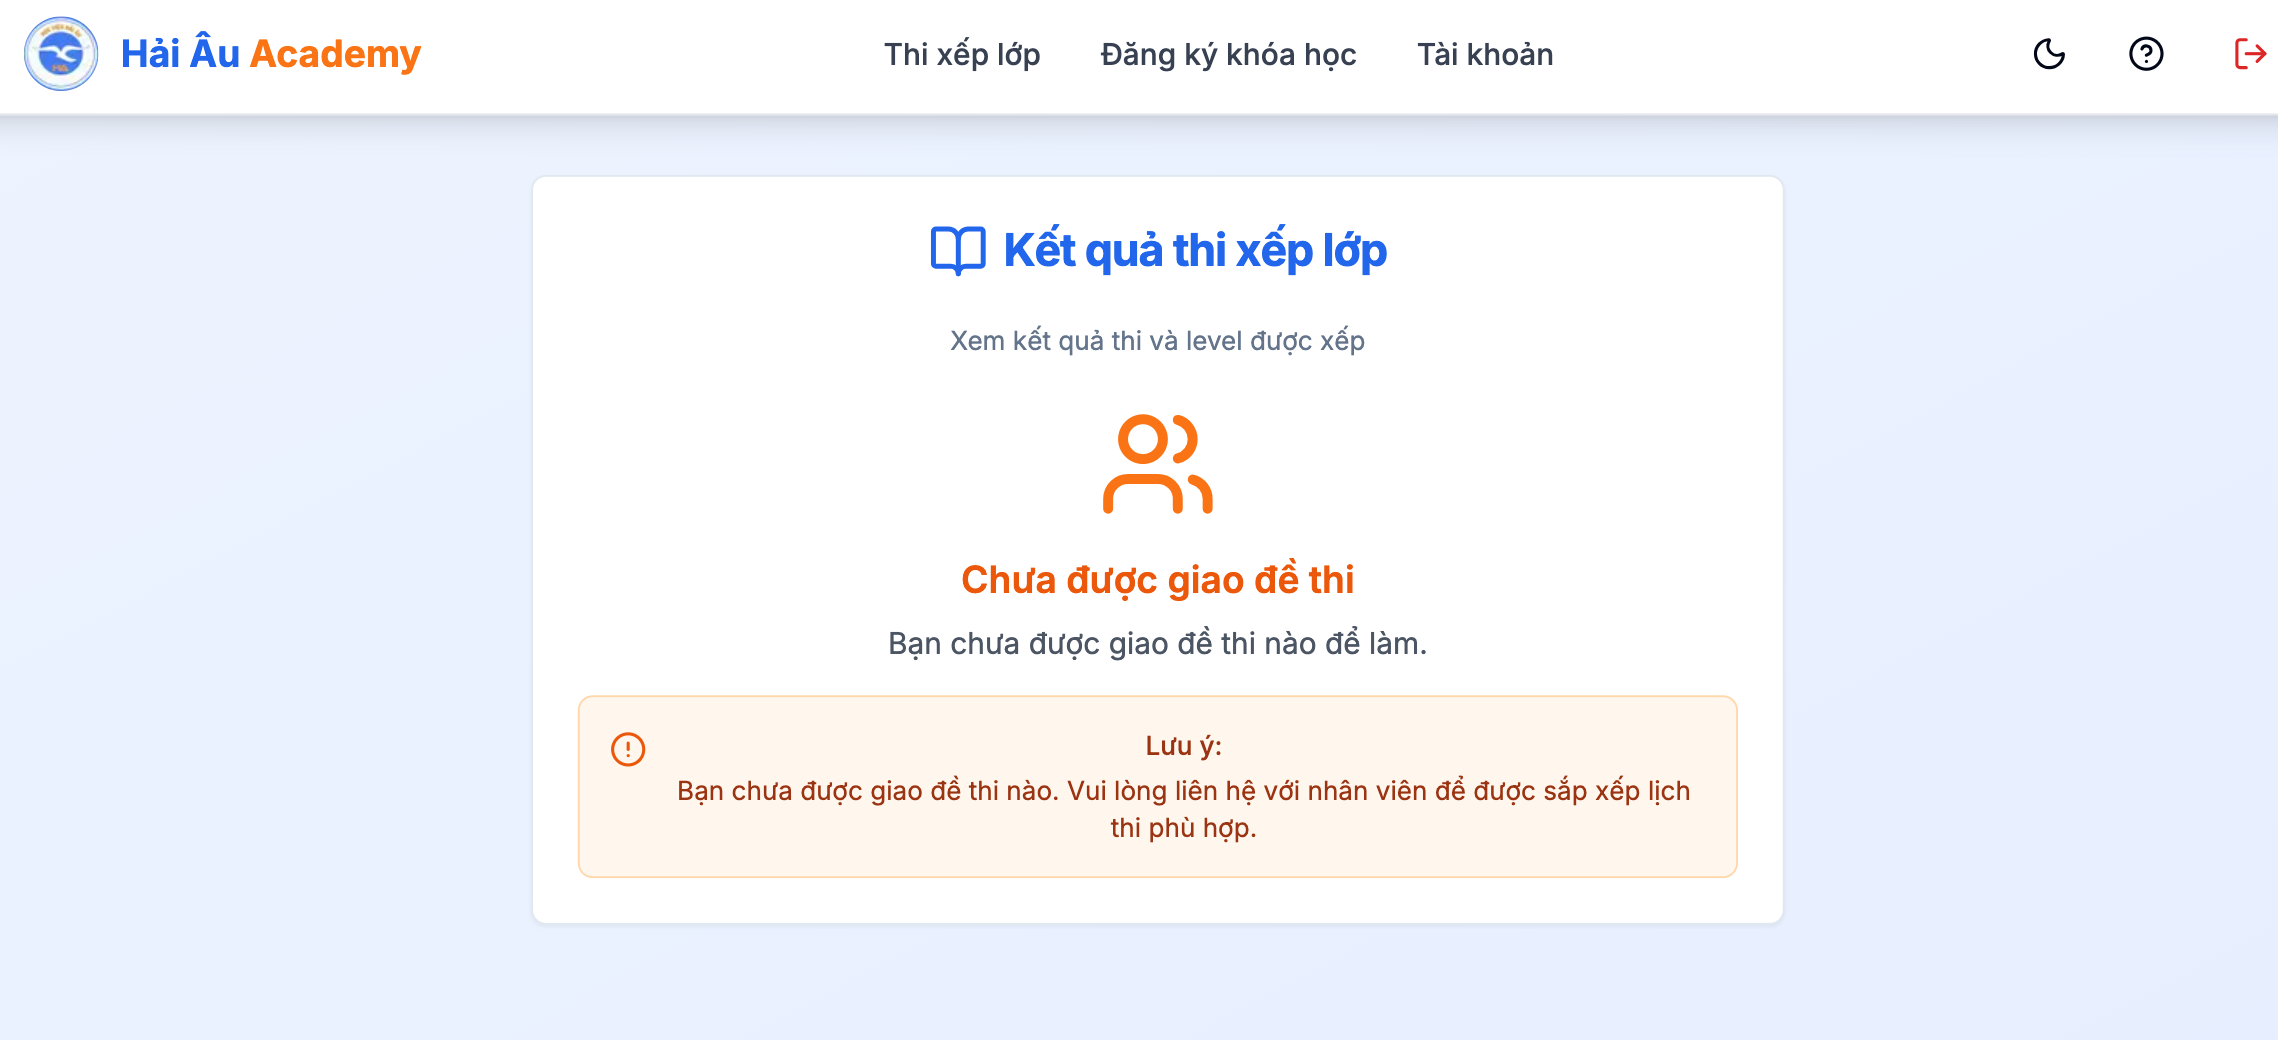 Hải Âu Academy
Thi xếp lớp
Đăng ký khóa học
Tài khoản
Kết quả thi xếp lớp
Xem kết quả thi và level được xếp
Chưa được giao đề thi
Bạn chưa được giao đề thi nào để làm.
Lưu ý:
Bạn chưa được giao đề thi nào. Vui lòng liên hệ với nhân viên để được sắp xếp lịch
thi phù hợp.